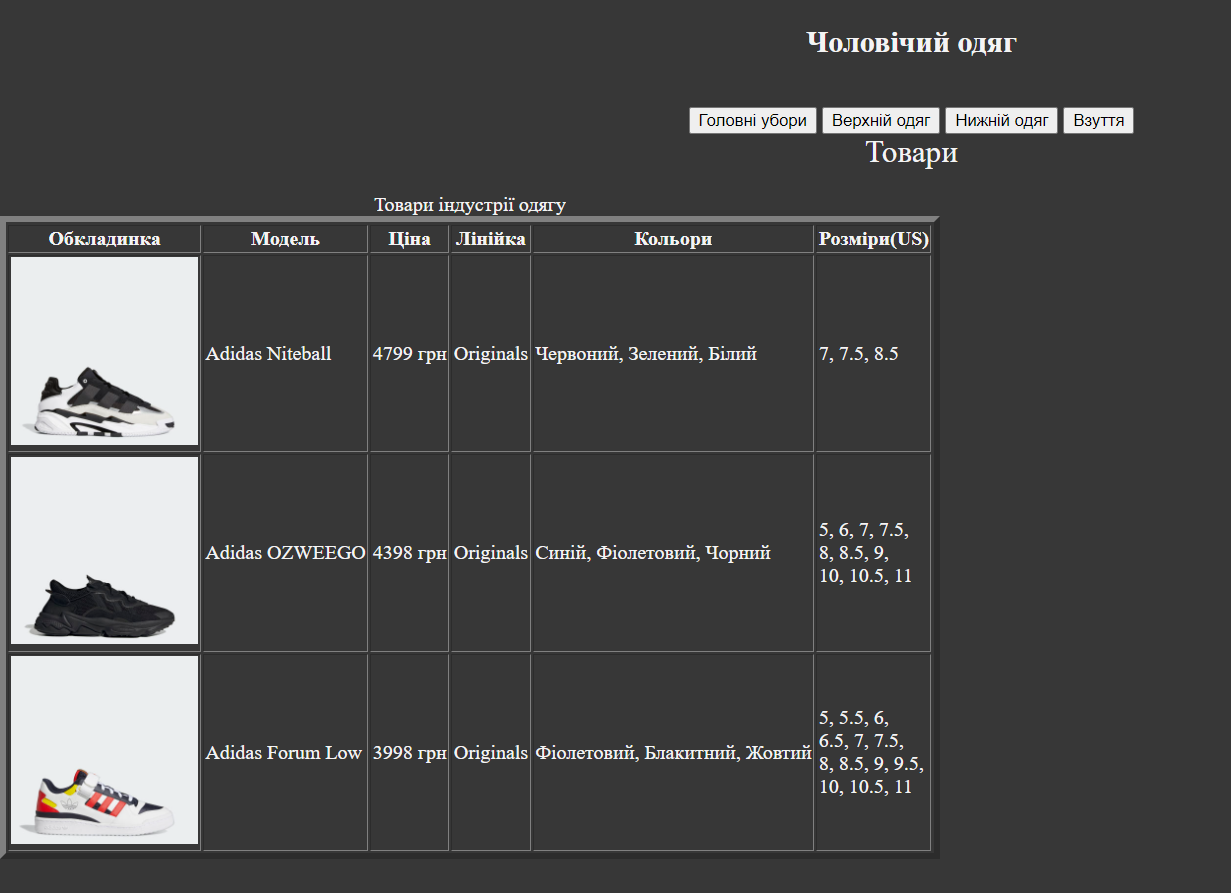 Чоловічий одяг
Головні убори Верхній одяг Нижній одяг Взуття
Товари
Товари індустрії одягу
Обкладинка Модель Ціна Лінійка Кольори Розміри(US)
Adidas Niteball 4799 грн Originals Червоний, Зелений, Білий 7, 7.5, 8.5
Adidas OZWEEGO 4398 грн Originals Синій, Фіолетовий, Чорний 5, 6, 7, 7.5,
8, 8.5, 9,
10, 10.5, 11
Adidas Forum Low 3998 грн Originals Фіолетовий, Блакитний, Жовтий 5, 5.5, 6,
6.5, 7, 7.5,
8, 8.5, 9, 9.5,
10, 10.5, 11